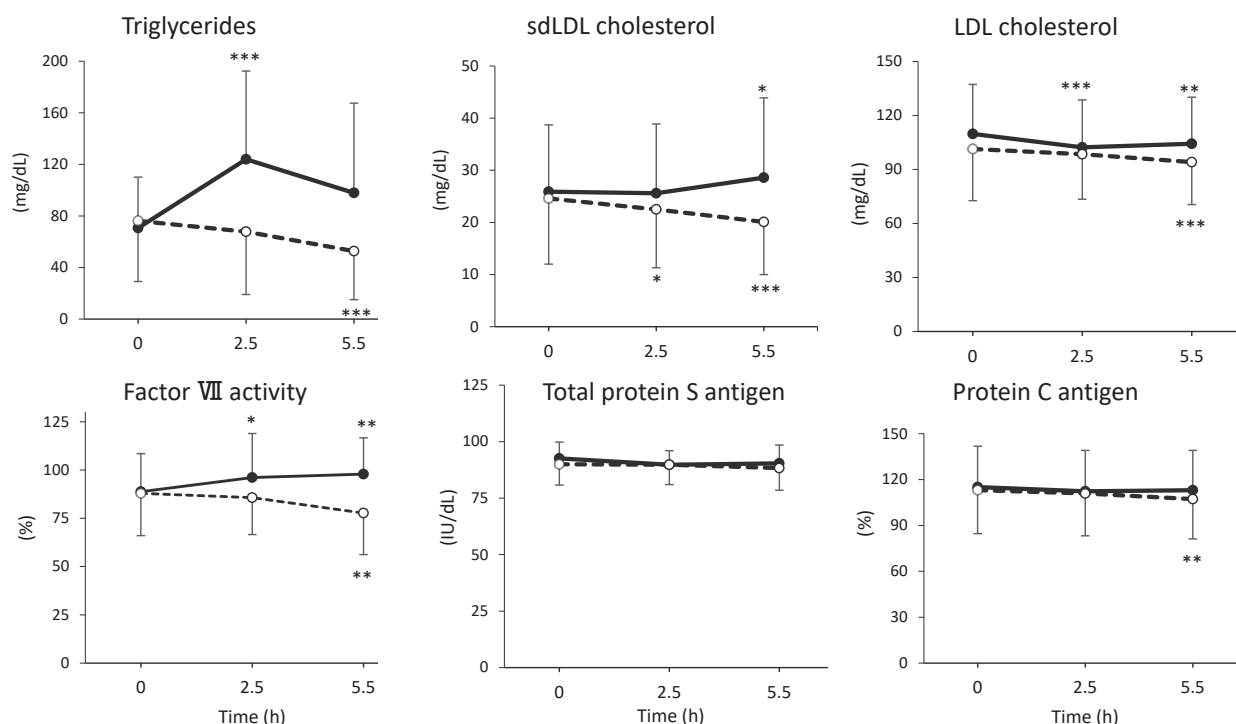 Triglycerides
200
160
120
80
40
0
(mg/dL)
***
***
0 2.5 5.5
sdLDL cholesterol
50
40
30
20
10
0
(mg/dL)
*
*
***
0 2.5 5.5
LDL cholesterol
150
120
90
60
30
0
(mg/dL)
***
**
***
0 2.5 5.5
Factor Ⅶ activity
125
100
75
50
25
0
(%)
*
**
**
0 2.5 5.5
Time (h)
Total protein S antigen
125
100
75
50
25
0
(IU/dL)
0 2.5 5.5
Time (h)
Protein C antigen
150
120
90
60
30
0
(%)
**
0 2.5 5.5
Time (h)